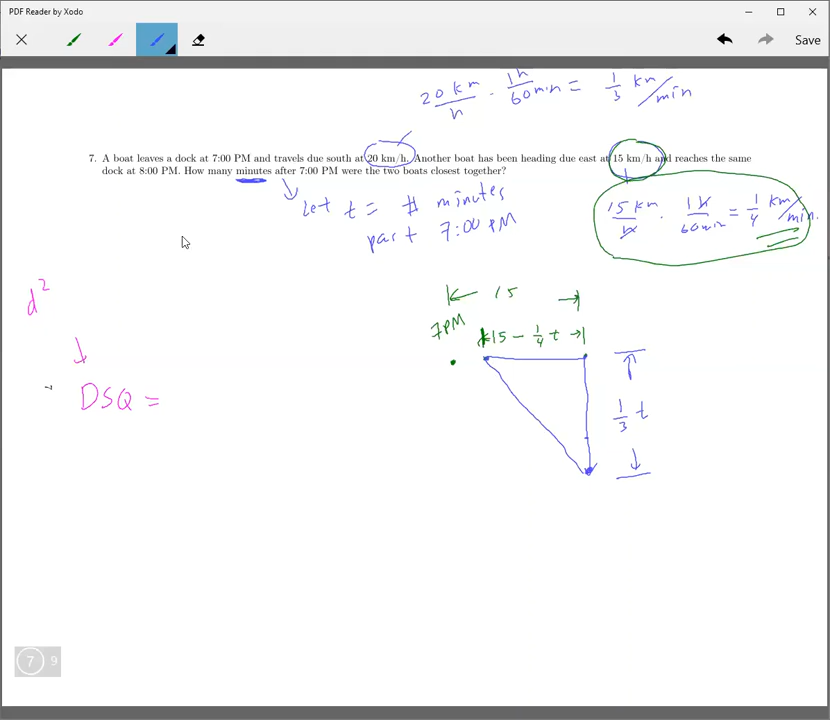 PDF Reader by Xodo
Save
20 km/h · 1h/60min = 1/3 km/min
7. A boat leaves a dock at 7:00 PM and travels due south at 20 km/h. Another boat has been heading due east at 15 km/h and reaches the same
dock at 8:00 PM. How many minutes after 7:00 PM were the two boats closest together?
let t = # minutes
past 7:00 PM
15 km/h · 1h/60min = 1/4 km/min.
d²
15
7PM
15 - 1/4 t
1/3 t
DSQ =
7 9